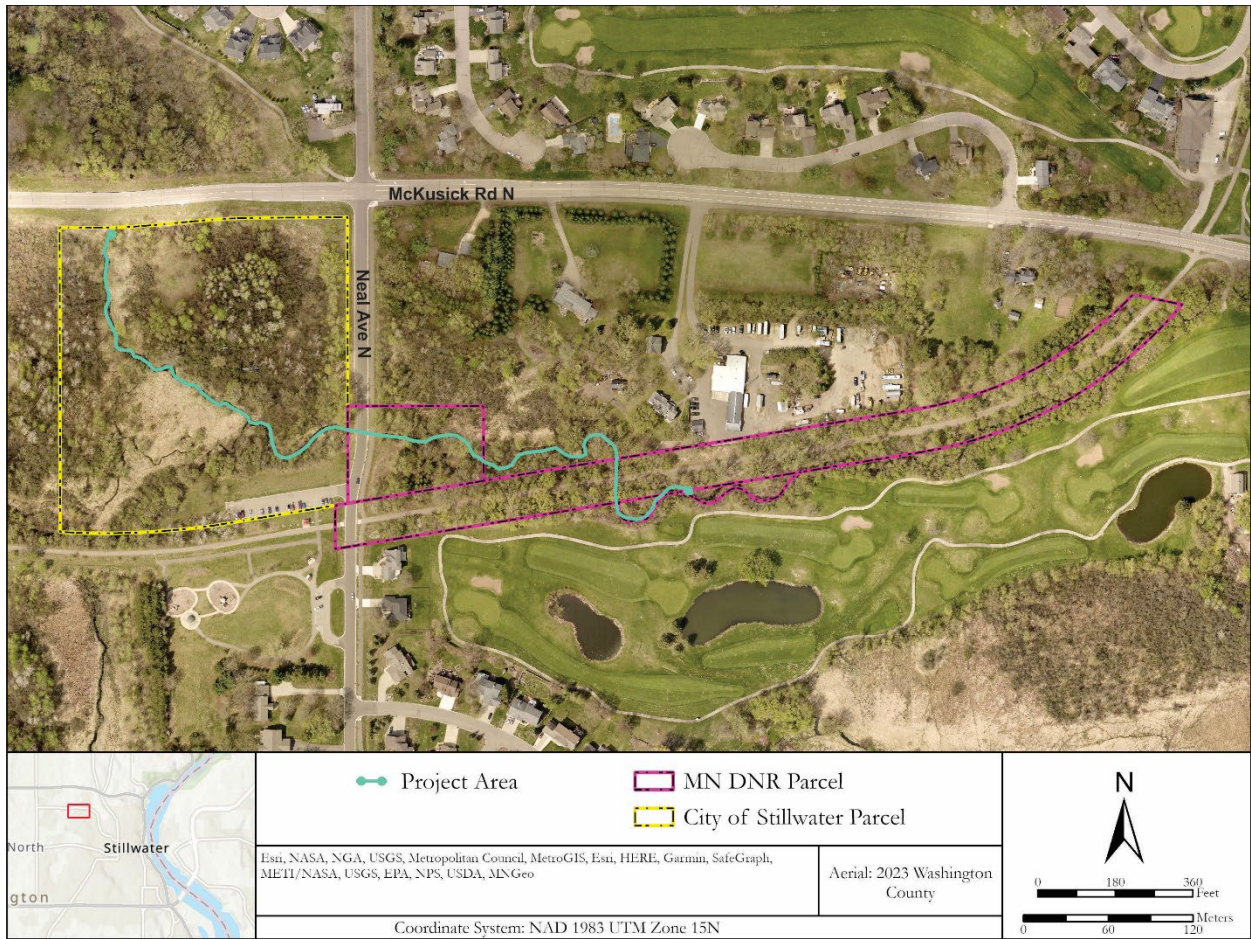 McKusick Rd N
Neal Ave N
North
Stillwater
gton
Project Area
MN DNR Parcel
City of Stillwater Parcel
Esri, NASA, NGA, USGS, Metropolitan Council, MetroGIS, Esri, HERE, Garmin, SafeGraph,
METI/NASA, USGS, EPA, NPS, USDA, MNGeo
Aerial: 2023 Washington
County
Coordinate System: NAD 1983 UTM Zone 15N
N
0 180 360
Feet
Meters
0 60 120